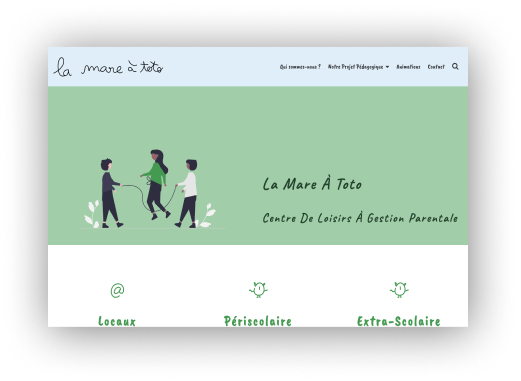 la mare à toto
Qui sommes-nous ? Notre Projet Pédagogique Animations Contact
La Mare À Toto
Centre De Loisirs À Gestion Parentale
@
Locaux Périscolaire Extra-Scolaire